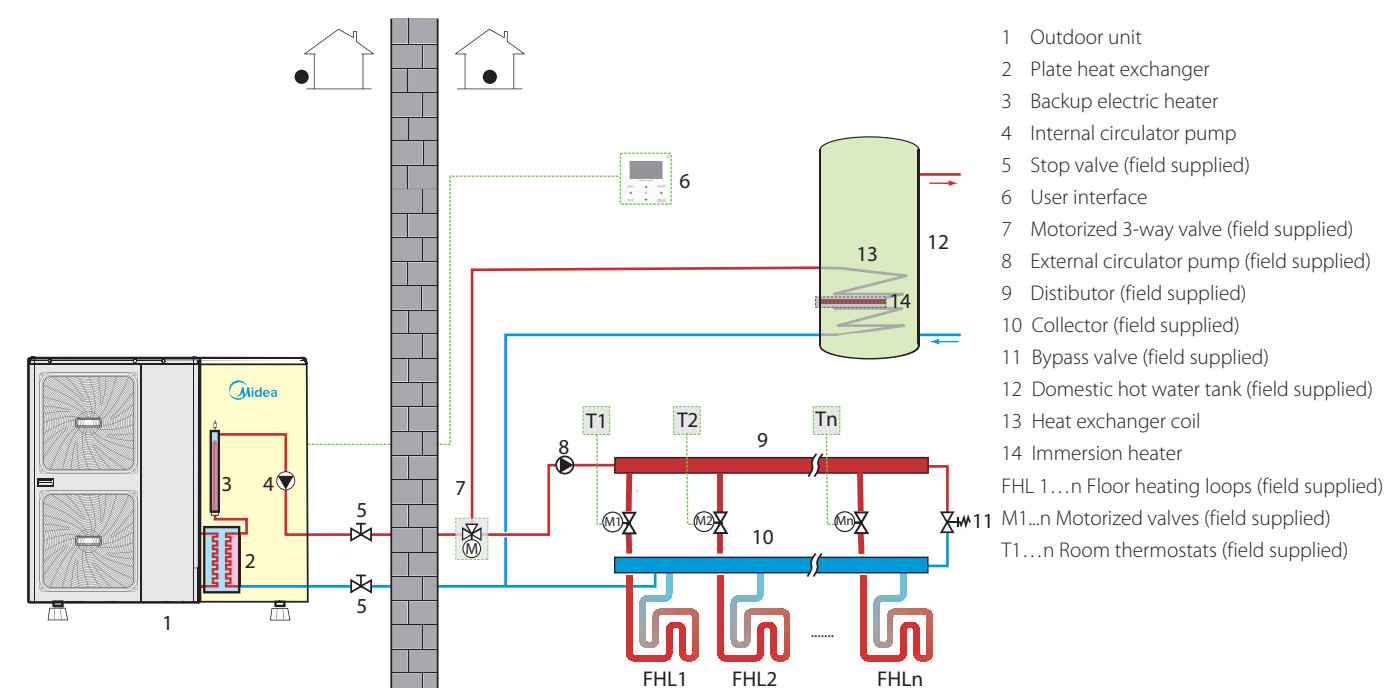 Midea
1
2
3
4
5
5
6
7
8
9
10
11
12
13
14
T1
T2
Tn
M
M1
M2
Mn
FHL1
FHL2
.......
FHLn
1 Outdoor unit
2 Plate heat exchanger
3 Backup electric heater
4 Internal circulator pump
5 Stop valve (field supplied)
6 User interface
7 Motorized 3-way valve (field supplied)
8 External circulator pump (field supplied)
9 Distibutor (field supplied)
10 Collector (field supplied)
11 Bypass valve (field supplied)
12 Domestic hot water tank (field supplied)
13 Heat exchanger coil
14 Immersion heater
FHL 1…n Floor heating loops (field supplied)
M1...n Motorized valves (field supplied)
T1…n Room thermostats (field supplied)